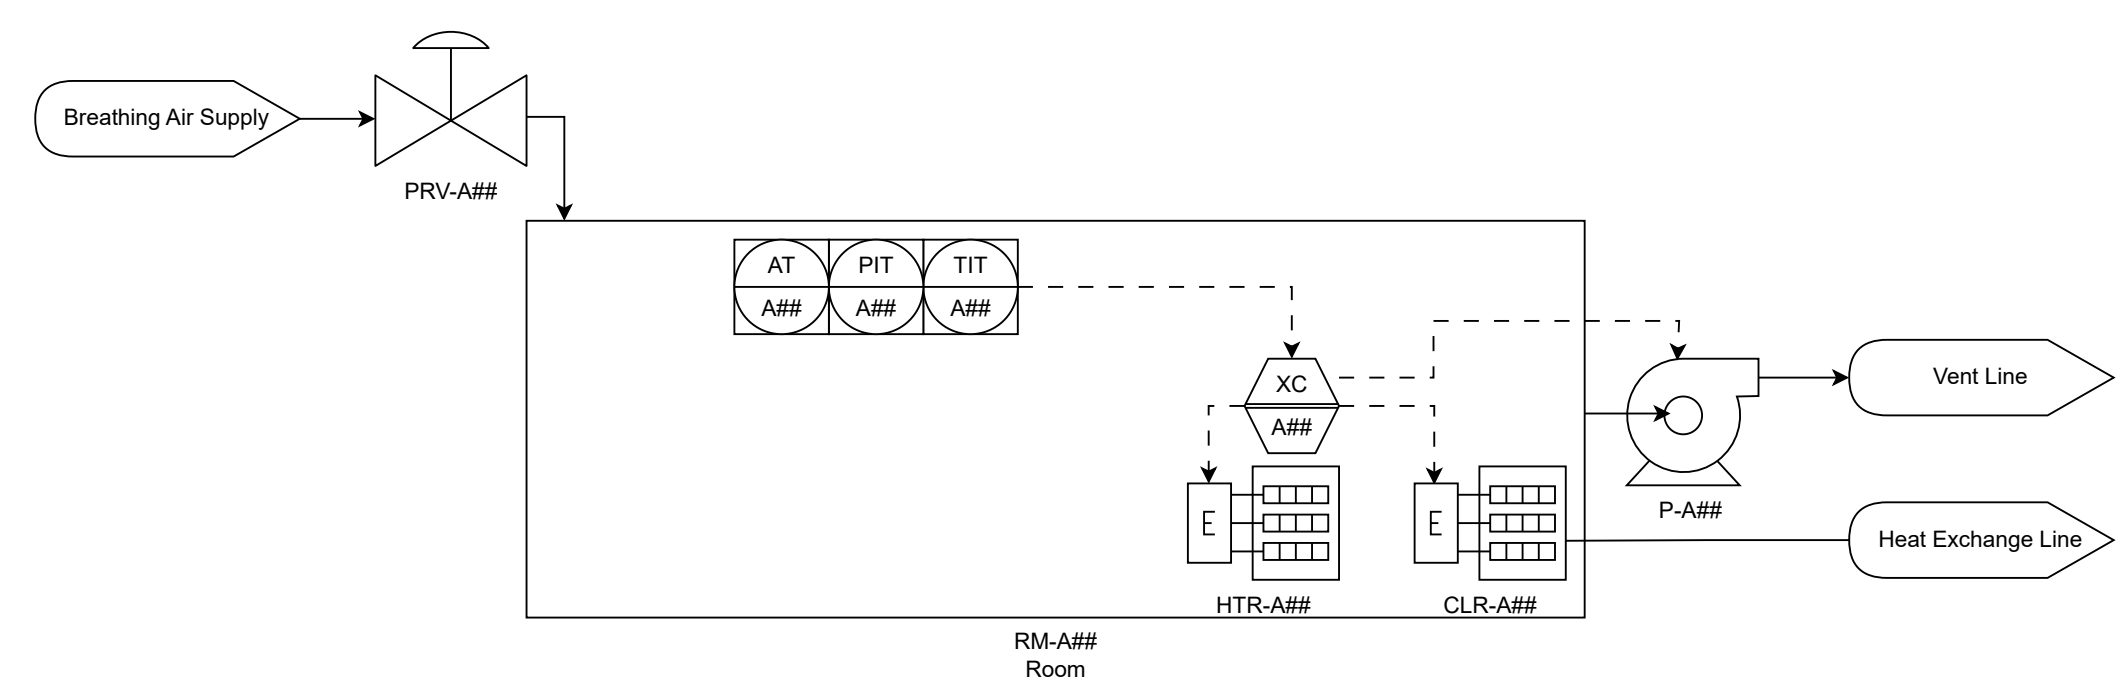 Breathing Air Supply
PRV-A##
AT
PIT
TIT
A##
A##
A##
XC
A##
Vent Line
E
E
P-A##
Heat Exchange Line
HTR-A##
CLR-A##
RM-A##
Room